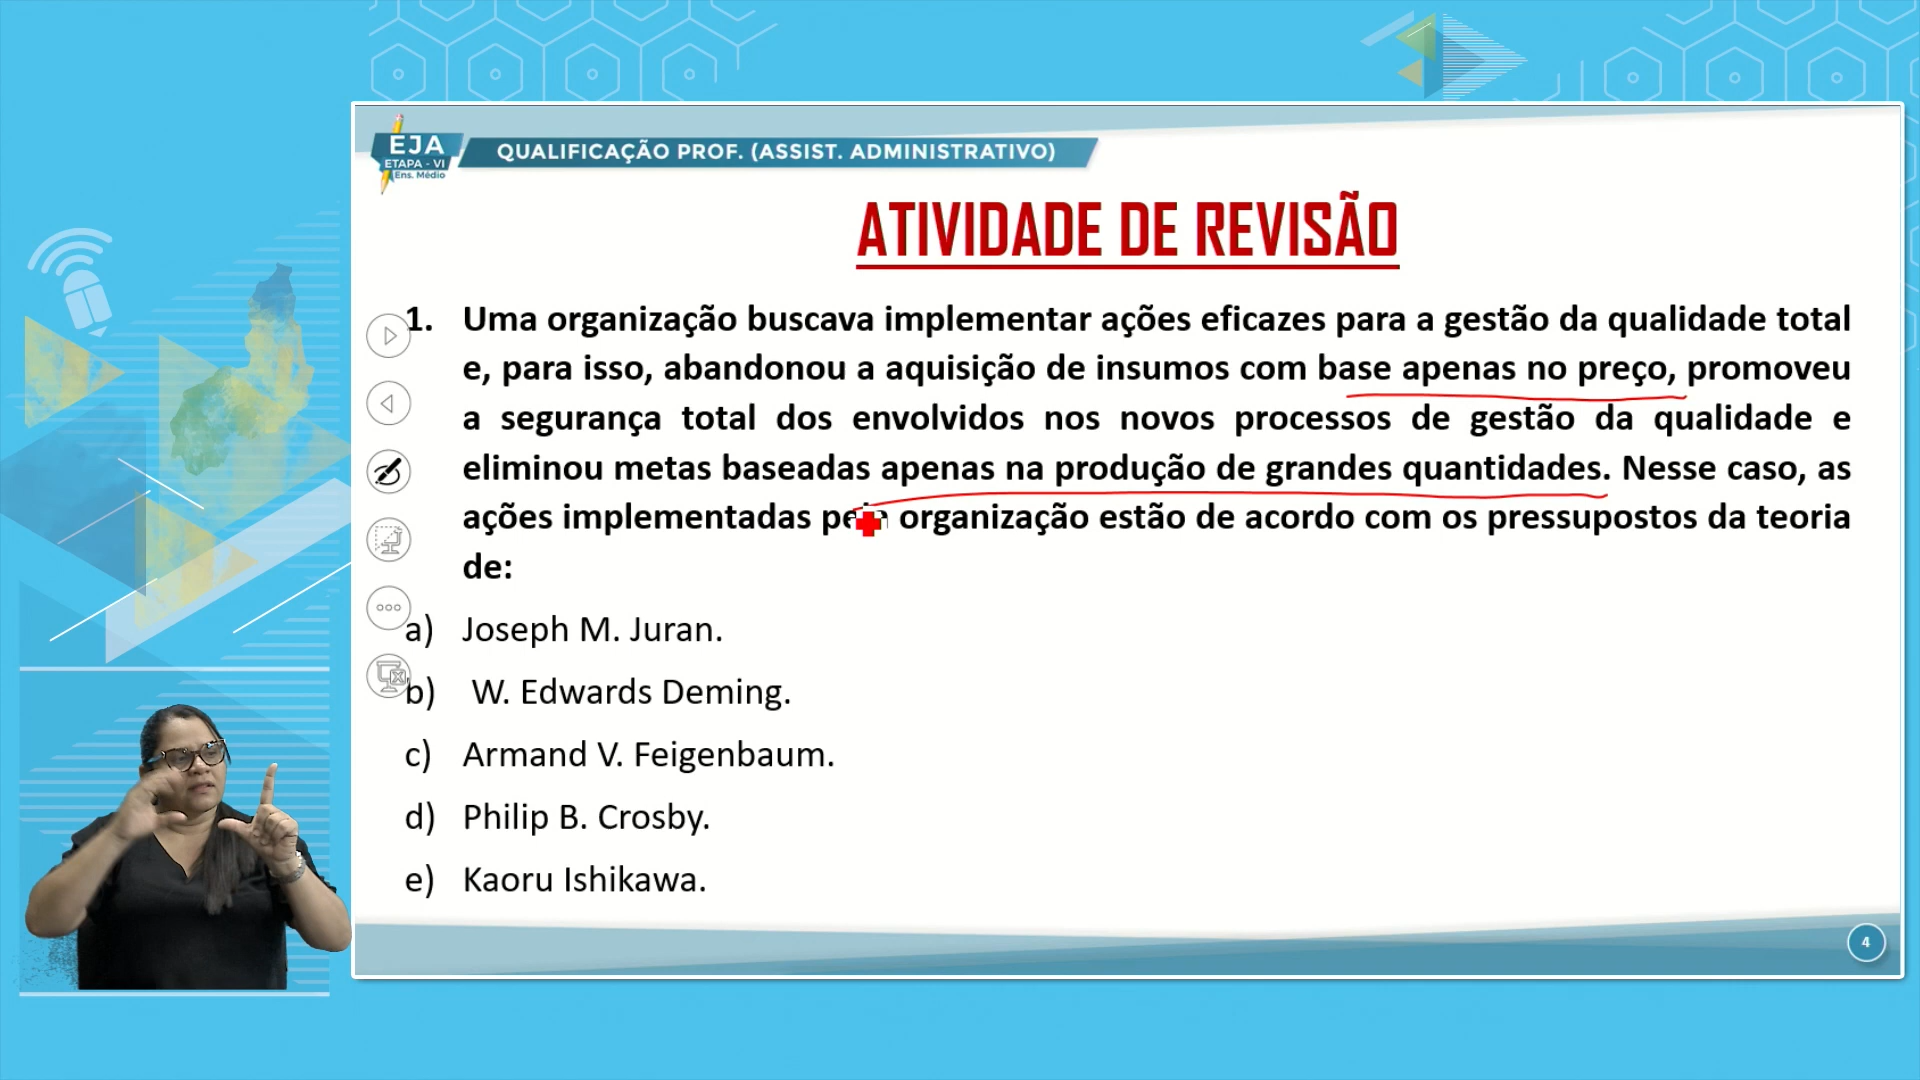 EJA
ETAPA - VI
Ens. Médio
QUALIFICAÇÃO PROF. (ASSIST. ADMINISTRATIVO)
ATIVIDADE DE REVISÃO
1. Uma organização buscava implementar ações eficazes para a gestão da qualidade total
e, para isso, abandonou a aquisição de insumos com base apenas no preço, promoveu
a segurança total dos envolvidos nos novos processos de gestão da qualidade e
eliminou metas baseadas apenas na produção de grandes quantidades. Nesse caso, as
ações implementadas organização estão de acordo com os pressupostos da teoria
de:
a) Joseph M. Juran.
b) W. Edwards Deming.
c) Armand V. Feigenbaum.
d) Philip B. Crosby.
e) Kaoru Ishikawa.
4